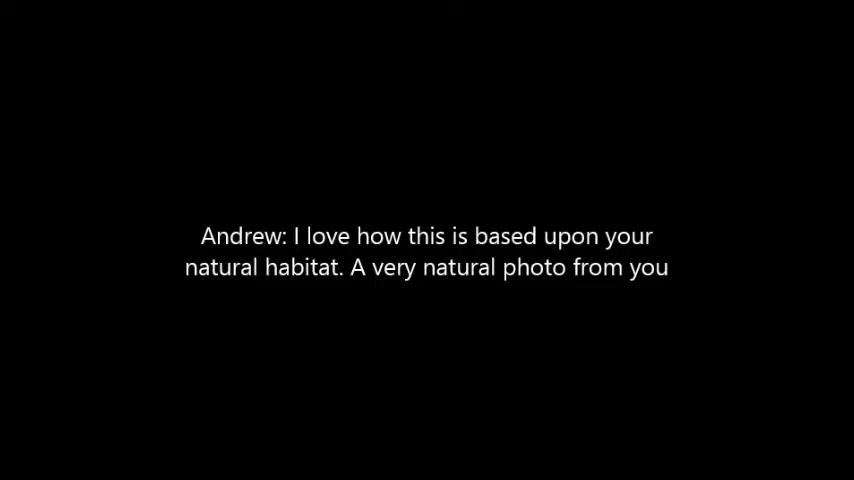 Andrew: I love how this is based upon your
natural habitat. A very natural photo from you